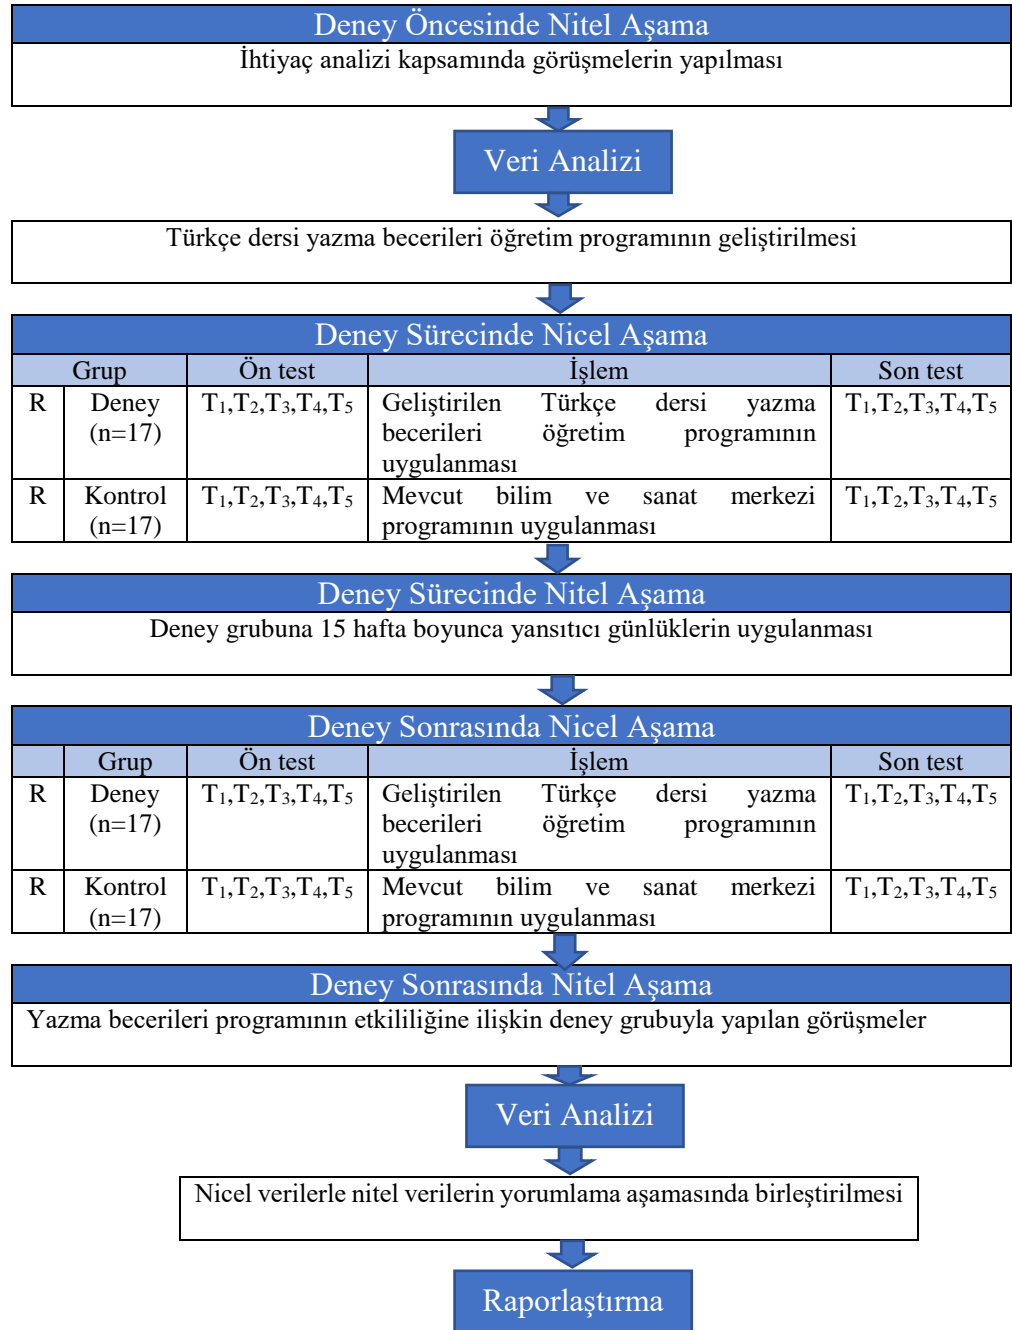 Deney Öncesinde Nitel Aşama
İhtiyaç analizi kapsamında görüşmelerin yapılması
Veri Analizi
Türkçe dersi yazma becerileri öğretim programının geliştirilmesi
Deney Sürecinde Nicel Aşama
Grup Ön test İşlem Son test
R Deney T₁,T₂,T₃,T₄,T₅ Geliştirilen Türkçe dersi yazma T₁,T₂,T₃,T₄,T₅
(n=17) becerileri öğretim programının
uygulanması
R Kontrol T₁,T₂,T₃,T₄,T₅ Mevcut bilim ve sanat merkezi T₁,T₂,T₃,T₄,T₅
(n=17) programının uygulanması
Deney Sürecinde Nitel Aşama
Deney grubuna 15 hafta boyunca yansıtıcı günlüklerin uygulanması
Deney Sonrasında Nicel Aşama
Grup Ön test İşlem Son test
R Deney T₁,T₂,T₃,T₄,T₅ Geliştirilen Türkçe dersi yazma T₁,T₂,T₃,T₄,T₅
(n=17) becerileri öğretim programının
uygulanması
R Kontrol T₁,T₂,T₃,T₄,T₅ Mevcut bilim ve sanat merkezi T₁,T₂,T₃,T₄,T₅
(n=17) programının uygulanması
Deney Sonrasında Nitel Aşama
Yazma becerileri programının etkililiğine ilişkin deney grubuyla yapılan görüşmeler
Veri Analizi
Nicel verilerle nitel verilerin yorumlama aşamasında birleştirilmesi
Raporlaştırma